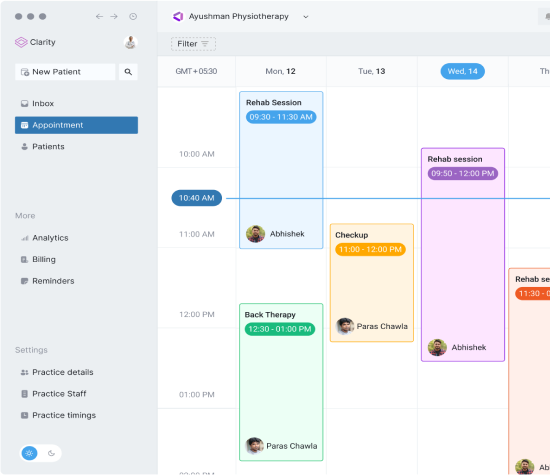 Ayushman Physiotherapy
Clarity
New Patient
Inbox
Appointment
Patients
More
Analytics
Billing
Reminders
Settings
Practice details
Practice Staff
Practice timings
Filter
GMT+05:30
Mon, 12
Tue, 13
Wed, 14
Th
10:00 AM
10:40 AM
11:00 AM
12:00 PM
01:00 PM
02:00 PM
Rehab Session
09:30 - 11:30 AM
Abhishek
Back Therapy
12:30 - 01:00 PM
Paras Chawla
Checkup
11:00 - 12:00 PM
Paras Chawla
Rehab session
09:50 - 12:00 PM
Abhishek
Rehab se
11:30 - 0
Ab